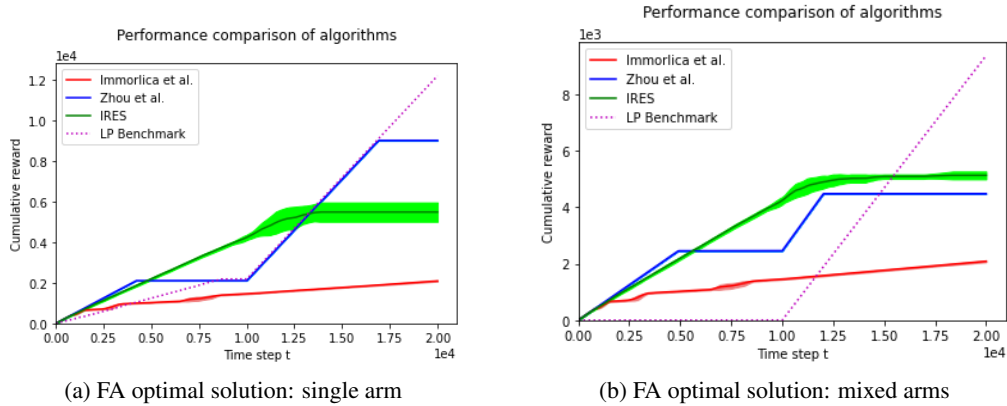 Performance comparison of algorithms
1e4
Immorlica et al.
Zhou et al.
IRES
LP Benchmark
Cumulative reward
1.2
1.0
0.8
0.6
0.4
0.2
0.0
0.00 0.25 0.50 0.75 1.00 1.25 1.50 1.75 2.00
Time step t
1e4
(a) FA optimal solution: single arm
Performance comparison of algorithms
1e3
Immorlica et al.
Zhou et al.
IRES
LP Benchmark
Cumulative reward
8
6
4
2
0
0.00 0.25 0.50 0.75 1.00 1.25 1.50 1.75 2.00
Time step t
1e4
(b) FA optimal solution: mixed arms